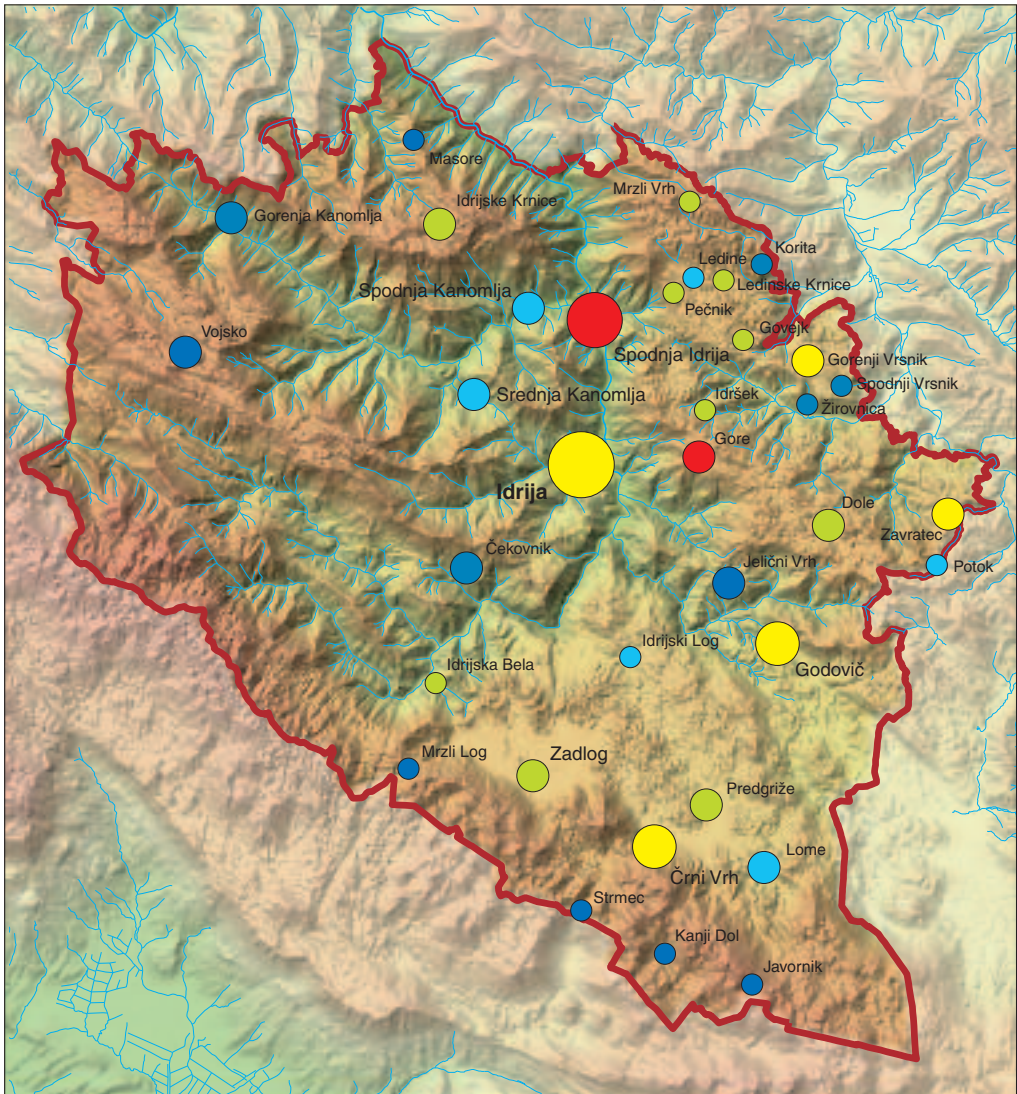 Masore
Mrzli Vrh
Idrijske Krnice
Gorenja Kanomlja
Korita
Ledine
Ledinske Krnice
Spodnja Kanomlja
Pečnik
Vojsko
Govejk
Spodnja Idrija
Gorenji Vrsnik
Spodnji Vrsnik
Srednja Kanomlja
Idršek
Žirovnica
Gore
Idrija
Dole
Zavratec
Čekovnik
Jelični Vrh
Potok
Idrijski Log
Idrijska Bela
Godovič
Mrzli Log
Zadlog
Predgriže
Lome
Črni Vrh
Strmec
Kanji Dol
Javornik